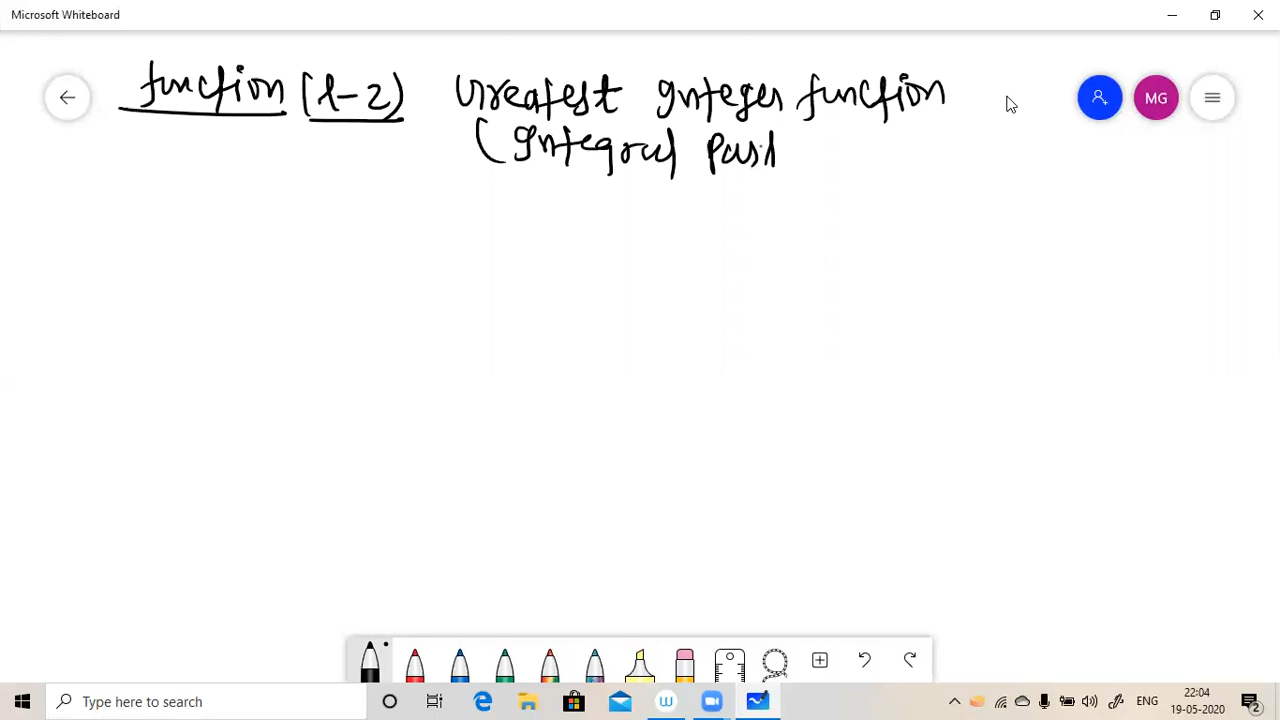 Microsoft Whiteboard
function (L-2) Greatest Integer function
(Integral Part
MG
Type here to search
ENG
22:04
19-05-2020
2